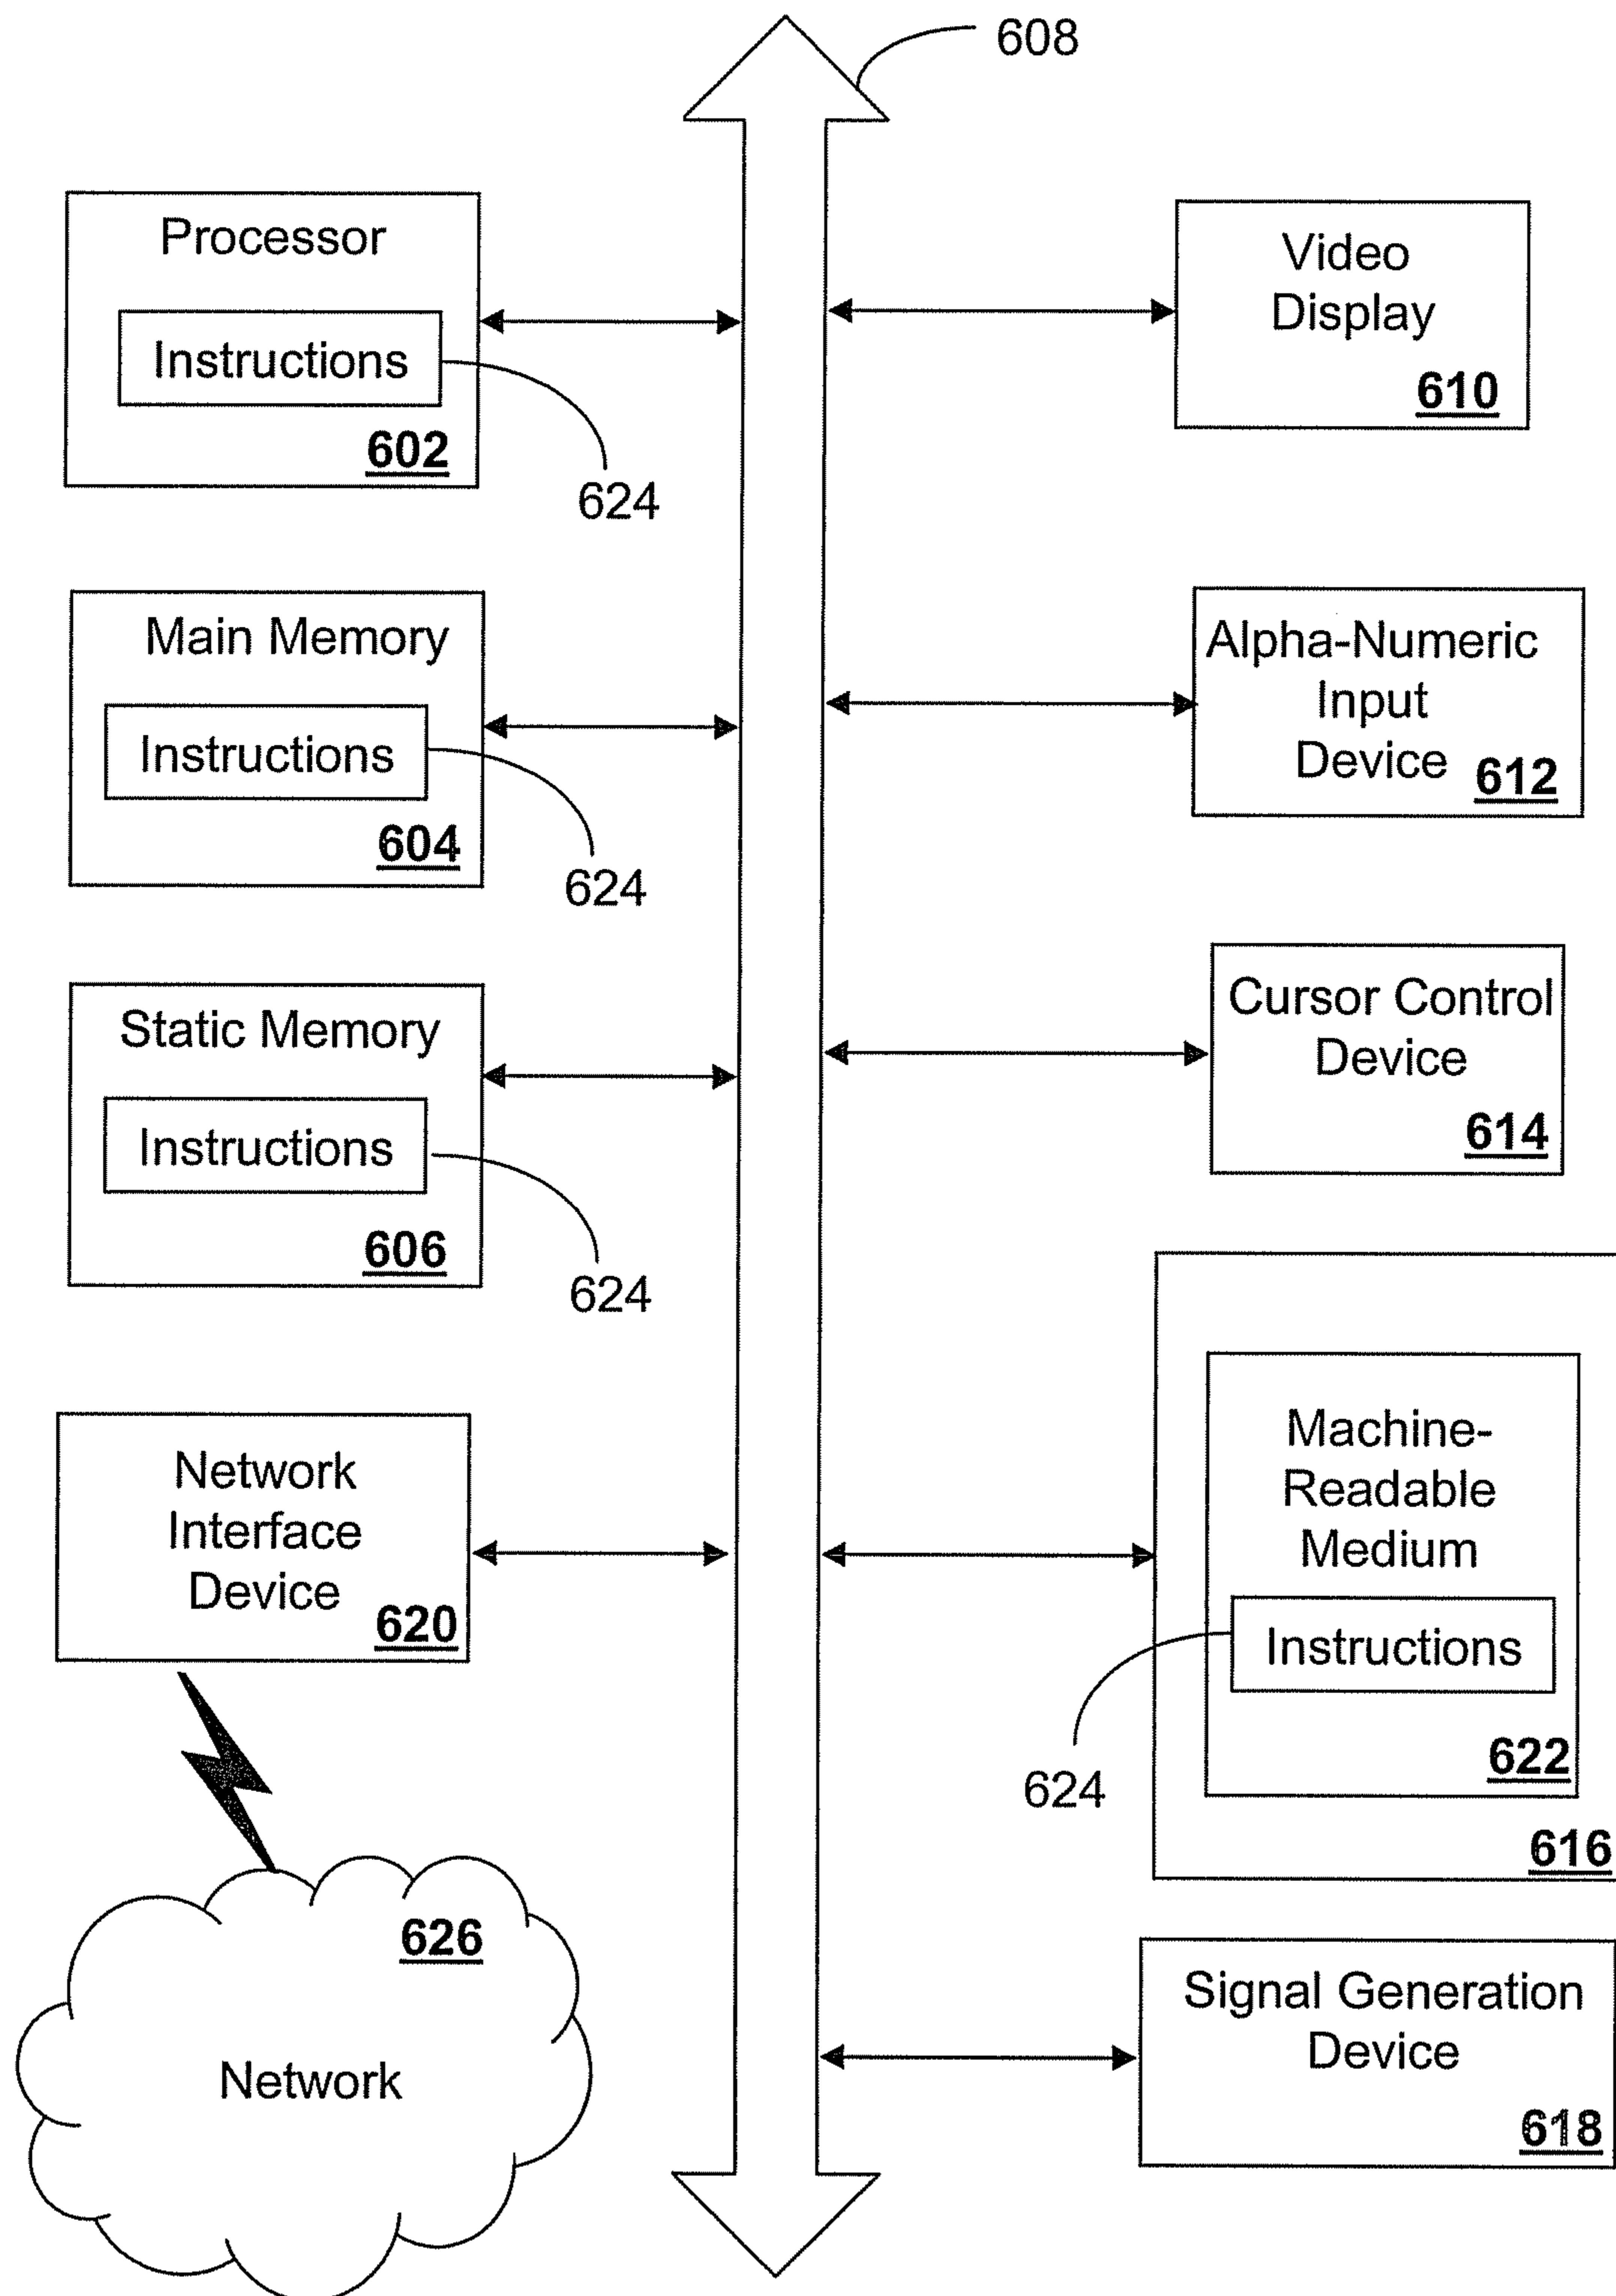 608
Processor
Instructions
602
624
Main Memory
Instructions
604
624
Static Memory
Instructions
606
624
Network
Interface
Device
620
626
Network
Video
Display
610
Alpha-Numeric
Input
Device
612
Cursor Control
Device
614
Machine-
Readable
Medium
Instructions
622
624
616
Signal Generation
Device
618